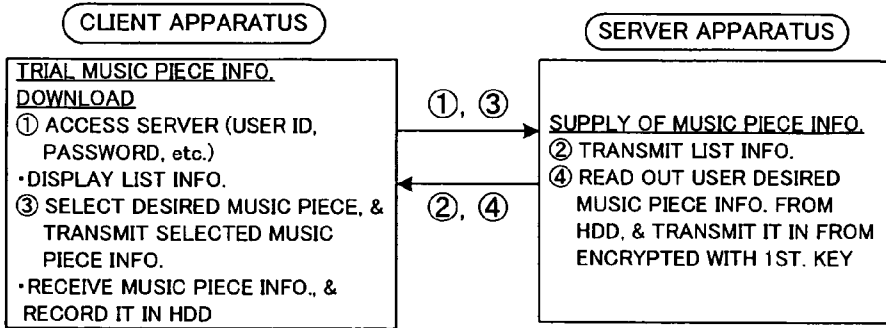 CLIENT APPARATUS
SERVER APPARATUS
TRIAL MUSIC PIECE INFO.
DOWNLOAD
① ACCESS SERVER (USER ID,
PASSWORD, etc.)
・DISPLAY LIST INFO.
③ SELECT DESIRED MUSIC PIECE, &
TRANSMIT SELECTED MUSIC
PIECE INFO.
・RECEIVE MUSIC PIECE INFO., &
RECORD IT IN HDD
①, ③
②, ④
SUPPLY OF MUSIC PIECE INFO.
② TRANSMIT LIST INFO.
④ READ OUT USER DESIRED
MUSIC PIECE INFO. FROM
HDD, & TRANSMIT IT IN FROM
ENCRYPTED WITH 1ST. KEY